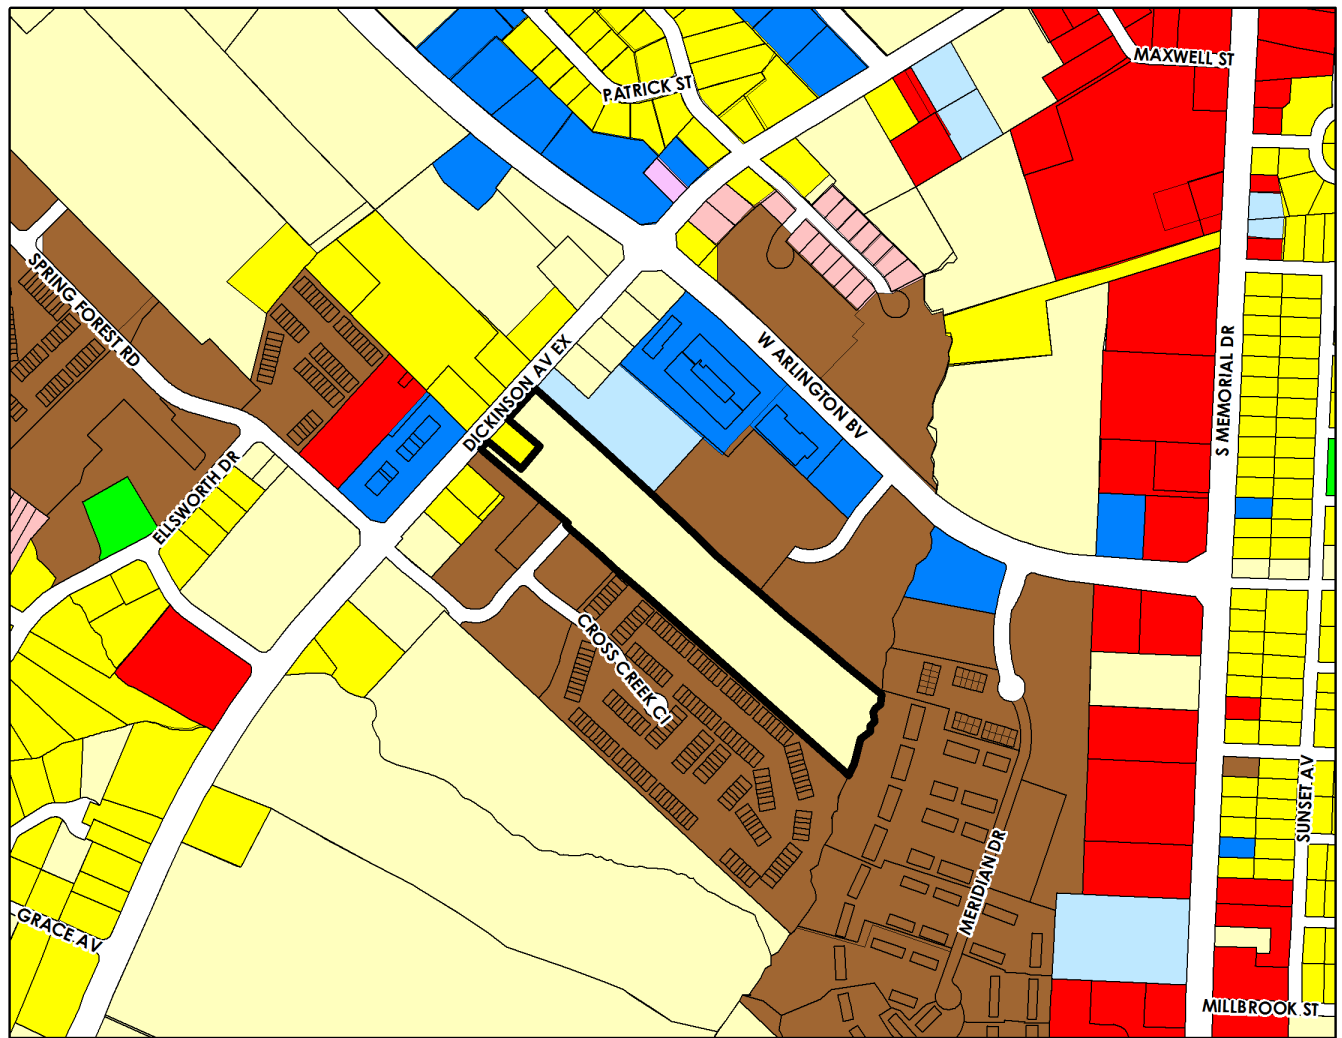 MAXWELL ST
PATRICK ST
SPRING FOREST RD
DICKINSON AV EX
W ARLINGTON BV
S MEMORIAL DR
ELLSWORTH DR
CROSS CREEK CI
SUNSET AV
MERIDIAN DR
GRACE AV
MILLBROOK ST